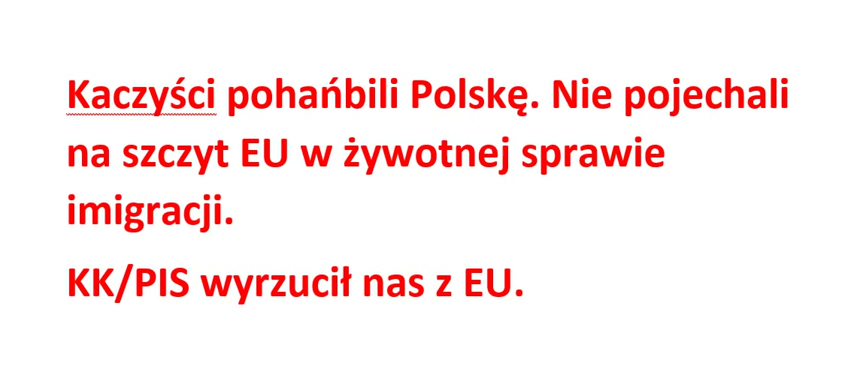 Kaczyści pohańbili Polskę. Nie pojechali
na szczyt EU w żywotnej sprawie
imigracji.
KK/PIS wyrzucił nas z EU.